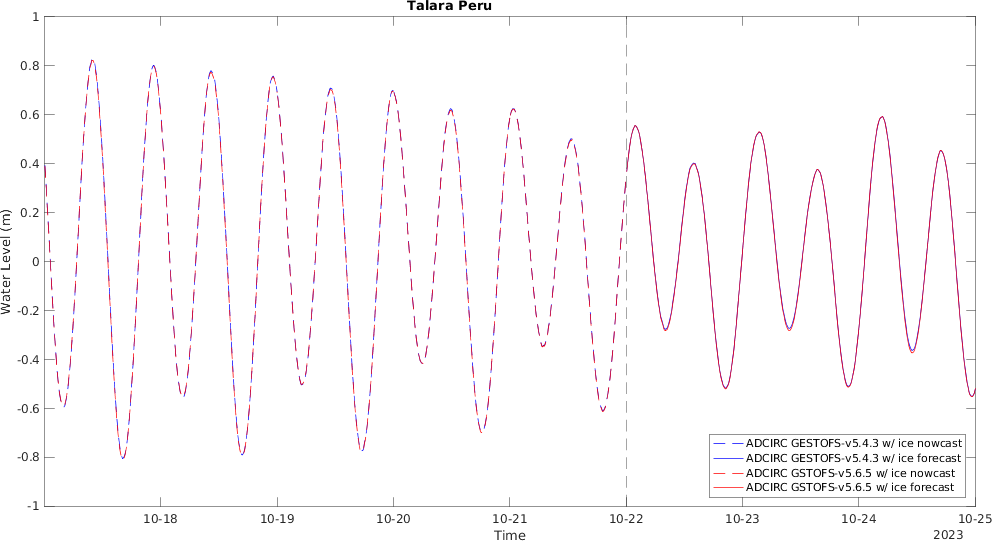 Talara Peru
1
0.8
0.6
0.4
0.2
0
-0.2
-0.4
-0.6
-0.8
-1
Water Level (m)
ADCIRC GESTOFS-v5.4.3 w/ ice nowcast
ADCIRC GESTOFS-v5.4.3 w/ ice forecast
ADCIRC GSTOFS-v5.6.5 w/ ice nowcast
ADCIRC GSTOFS-v5.6.5 w/ ice forecast
10-18 10-19 10-20 10-21 10-22 10-23 10-24 10-25
Time
2023